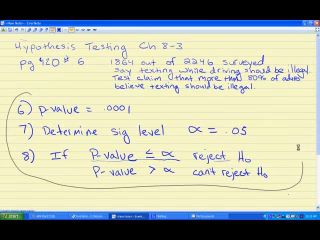 Hypothesis Testing Ch 8-3
pg 420 # 6 1864 out of 2246 surveyed
say texting while driving should be illegal.
Test claim that more than 80% of adults
believe texting should be illegal.
6) P-value = .0001
7) Determine sig level α = .05
8) If P-value ≤ α reject H₀
P-value > α can't reject H₀